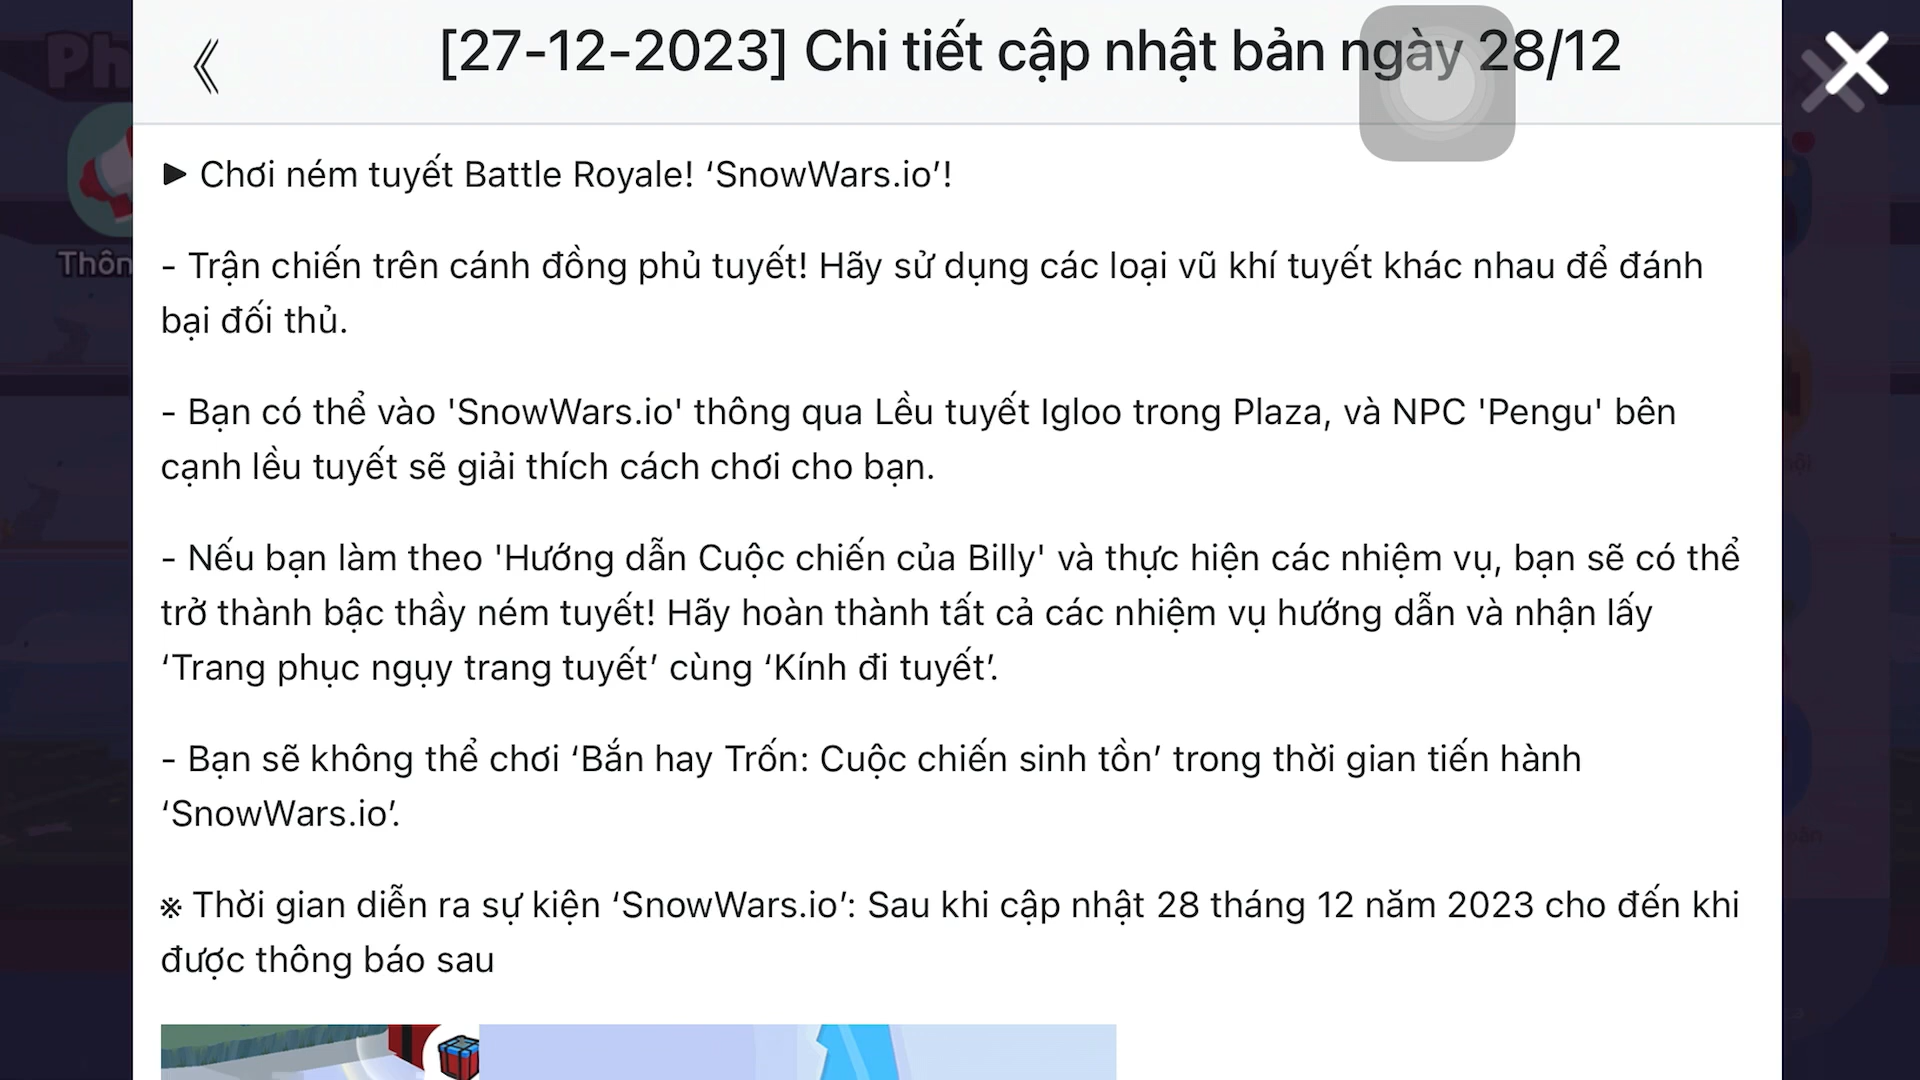 [27-12-2023] Chi tiết cập nhật bản ngày 28/12
Thôn
▶ Chơi ném tuyết Battle Royale! ‘SnowWars.io’!
- Trận chiến trên cánh đồng phủ tuyết! Hãy sử dụng các loại vũ khí tuyết khác nhau để đánh
bại đối thủ.
- Bạn có thể vào 'SnowWars.io' thông qua Lều tuyết Igloo trong Plaza, và NPC 'Pengu' bên
cạnh lều tuyết sẽ giải thích cách chơi cho bạn.
- Nếu bạn làm theo 'Hướng dẫn Cuộc chiến của Billy' và thực hiện các nhiệm vụ, bạn sẽ có thể
trở thành bậc thầy ném tuyết! Hãy hoàn thành tất cả các nhiệm vụ hướng dẫn và nhận lấy
‘Trang phục ngụy trang tuyết’ cùng ‘Kính đi tuyết’.
- Bạn sẽ không thể chơi ‘Bắn hay Trốn: Cuộc chiến sinh tồn’ trong thời gian tiến hành
‘SnowWars.io’.
※ Thời gian diễn ra sự kiện ‘SnowWars.io’: Sau khi cập nhật 28 tháng 12 năm 2023 cho đến khi
được thông báo sau